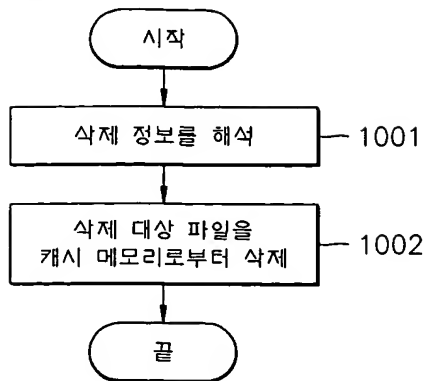 시작
삭제 정보를 해석
1001
삭제 대상 파일을
캐시 메모리로부터 삭제
1002
끝